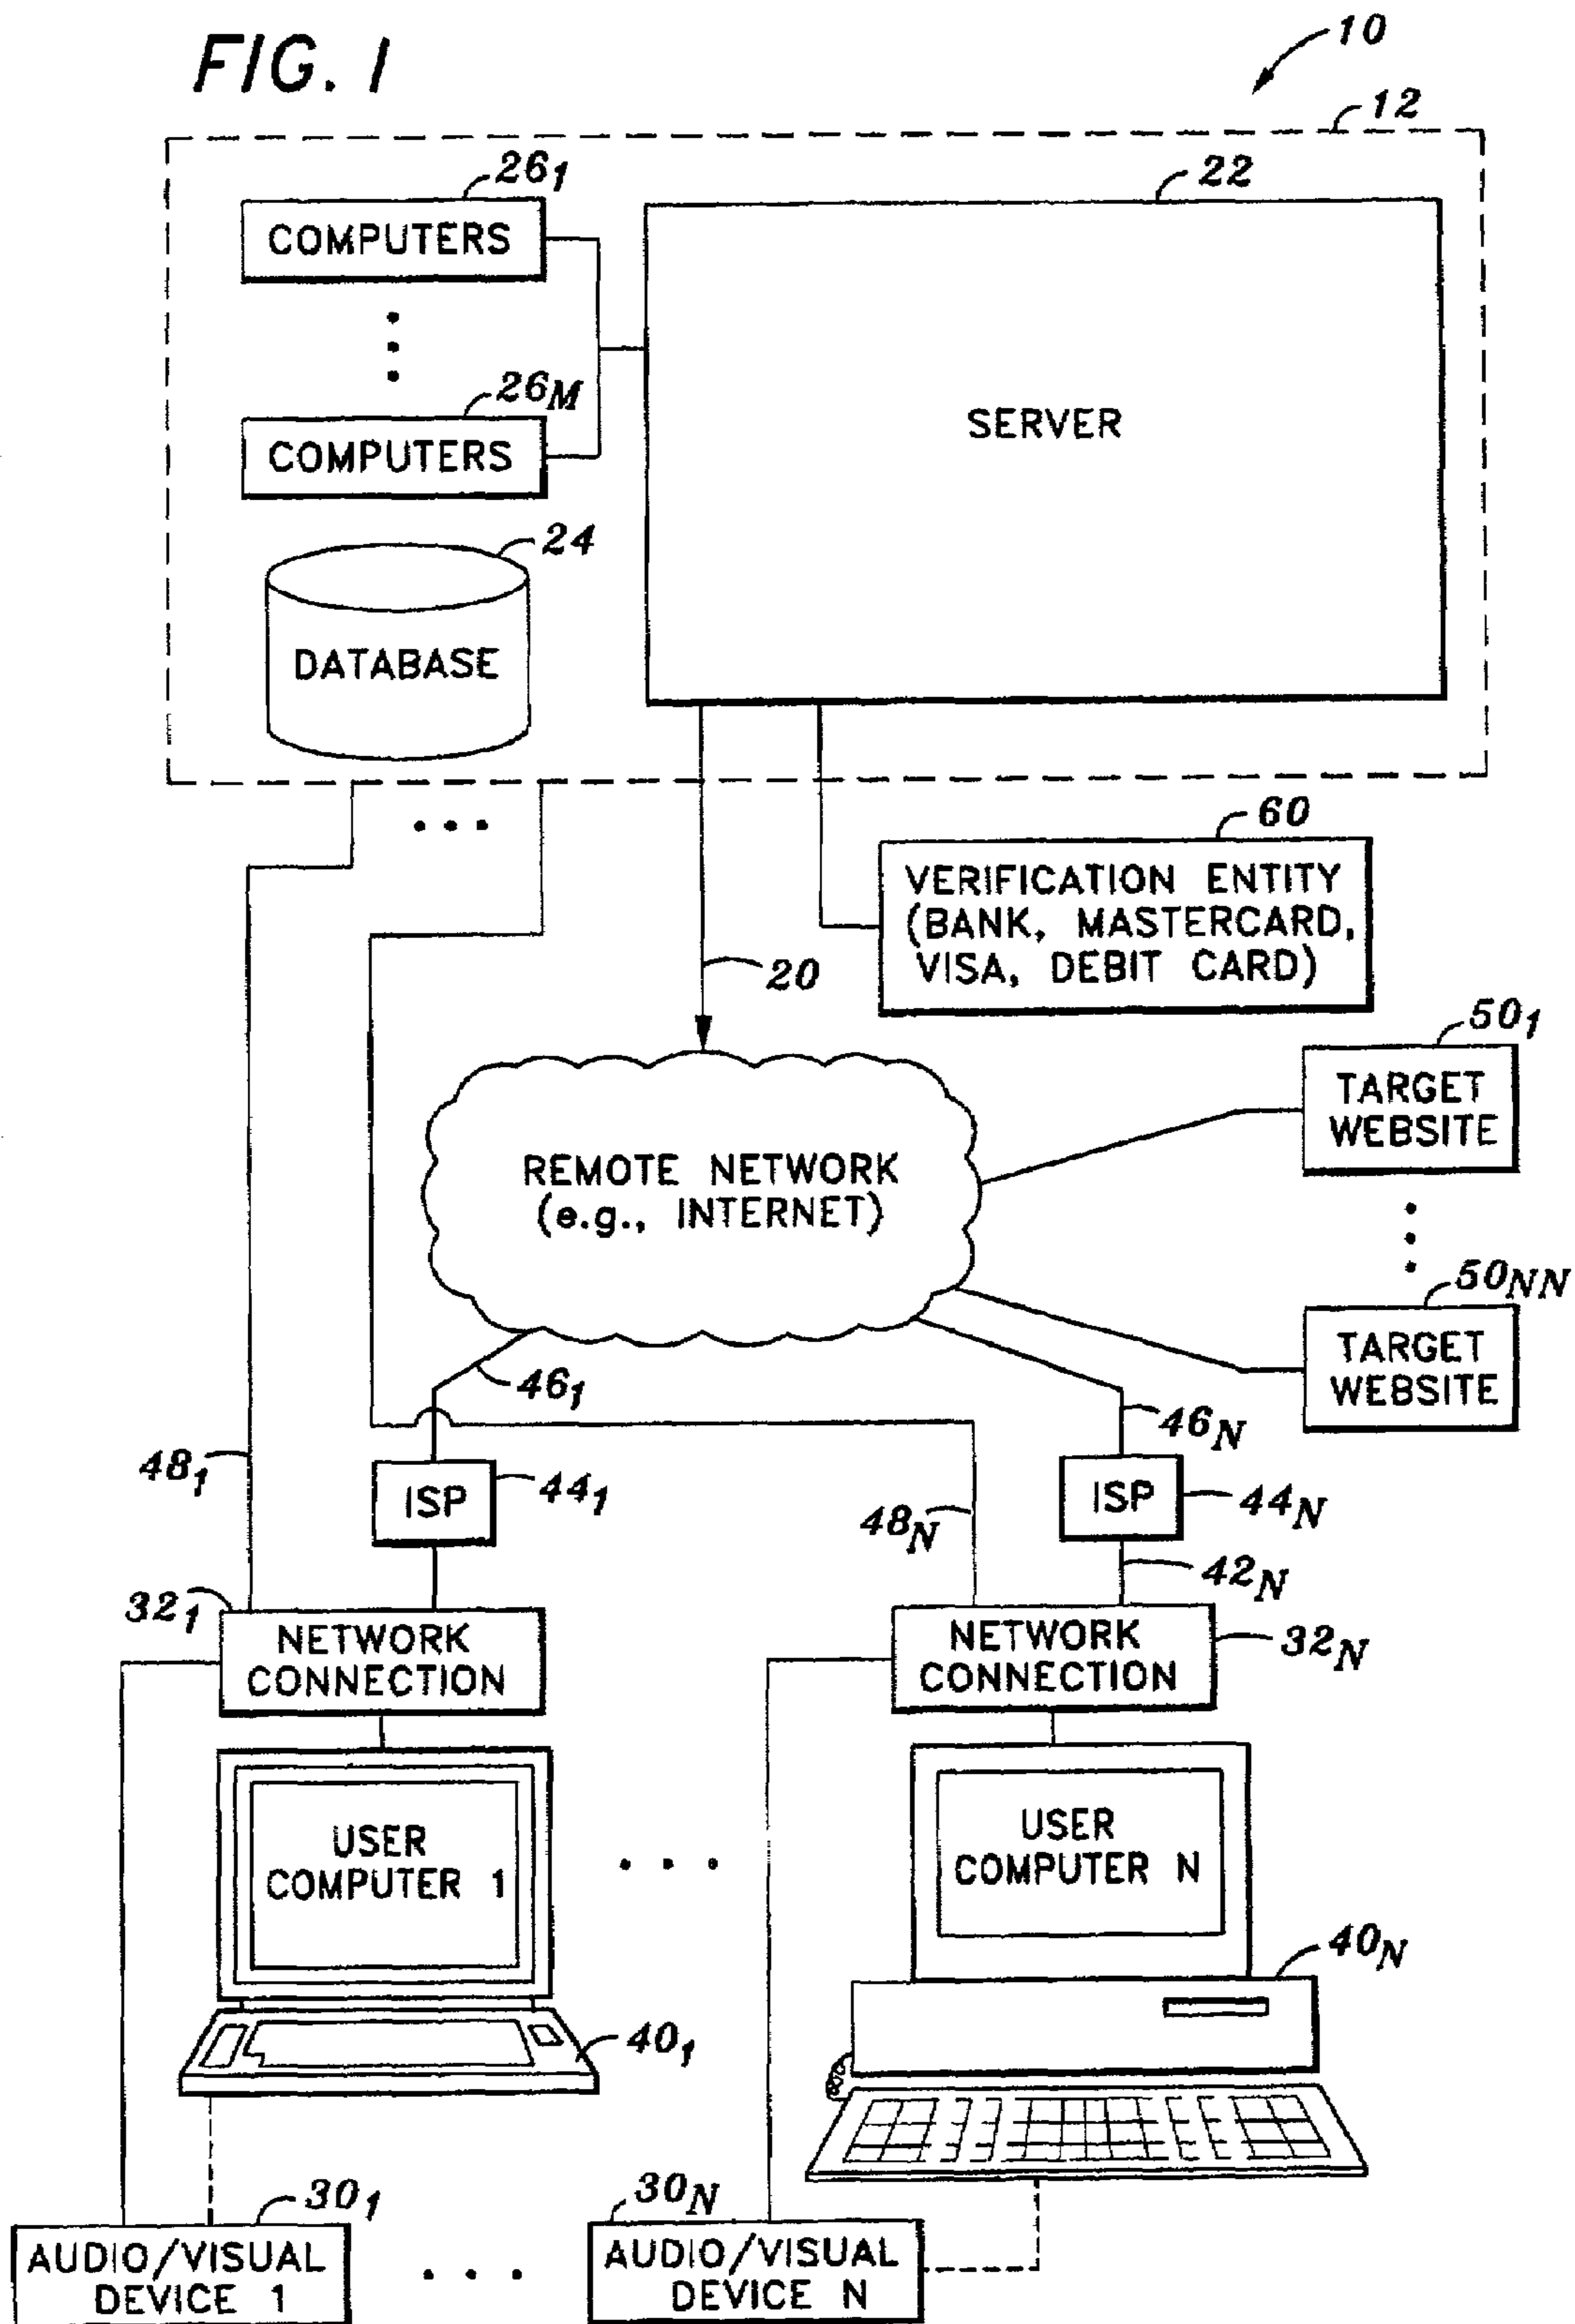 FIG. 1
10
12
26₁
22
COMPUTERS
26M
COMPUTERS
SERVER
24
DATABASE
60
VERIFICATION ENTITY
(BANK, MASTERCARD,
VISA, DEBIT CARD)
20
50₁
TARGET
WEBSITE
REMOTE NETWORK
(e.g., INTERNET)
50NN
TARGET
WEBSITE
46₁
46N
48₁
ISP
44₁
48N
ISP
44N
42N
32₁
NETWORK
CONNECTION
NETWORK
CONNECTION
32N
USER
COMPUTER 1
USER
COMPUTER N
40N
40₁
30₁
30N
AUDIO/VISUAL
DEVICE 1
AUDIO/VISUAL
DEVICE N